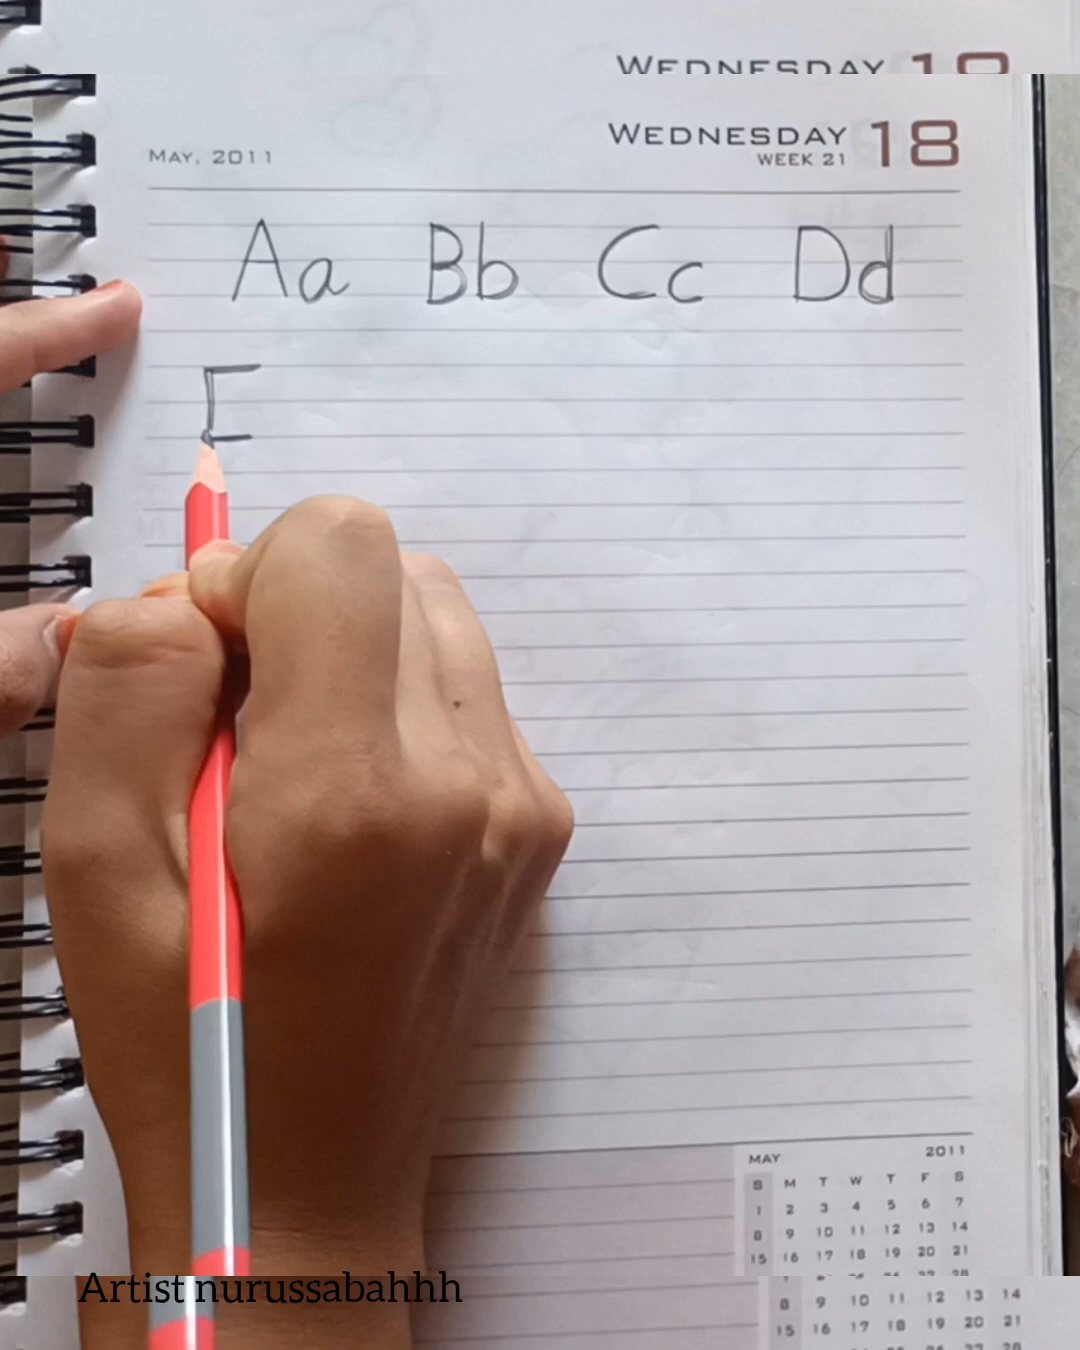 WEDNESDAY
MAY, 2011
WEDNESDAY 18
WEEK 21
Aa Bb Cc Dd
E
MAY 2011
S M T W T F S
1 2 3 4 5 6 7
8 9 10 11 12 13 14
15 16 17 18 19 20 21
Artist nurussabahhh
8 9 10 11 12 13 14
15 16 17 18 19 20 21